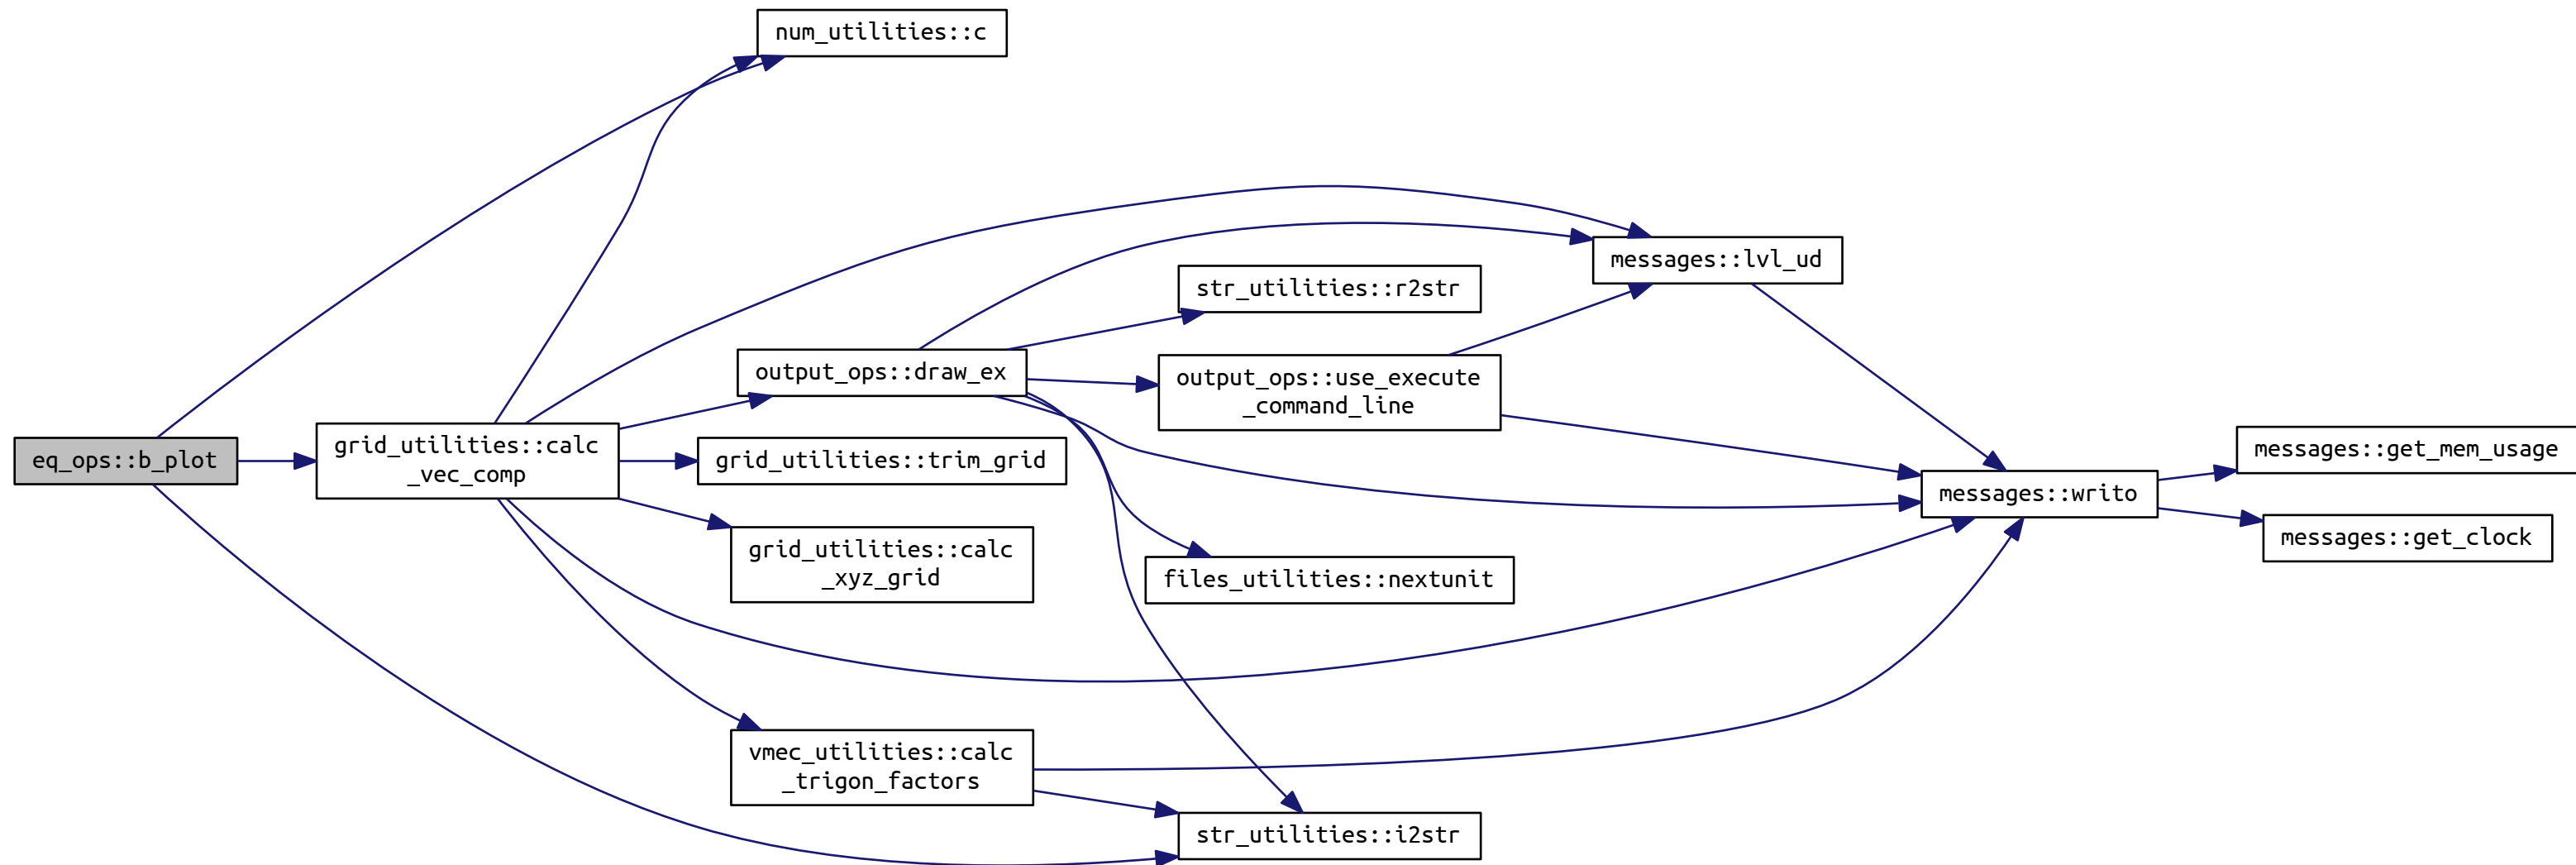 num_utilities::c
messages::lvl_ud
str_utilities::r2str
output_ops::draw_ex
output_ops::use_execute
_command_line
eq_ops::b_plot
grid_utilities::calc
_vec_comp
grid_utilities::trim_grid
messages::get_mem_usage
messages::writo
messages::get_clock
grid_utilities::calc
_xyz_grid
files_utilities::nextunit
vmec_utilities::calc
_trigon_factors
str_utilities::i2str